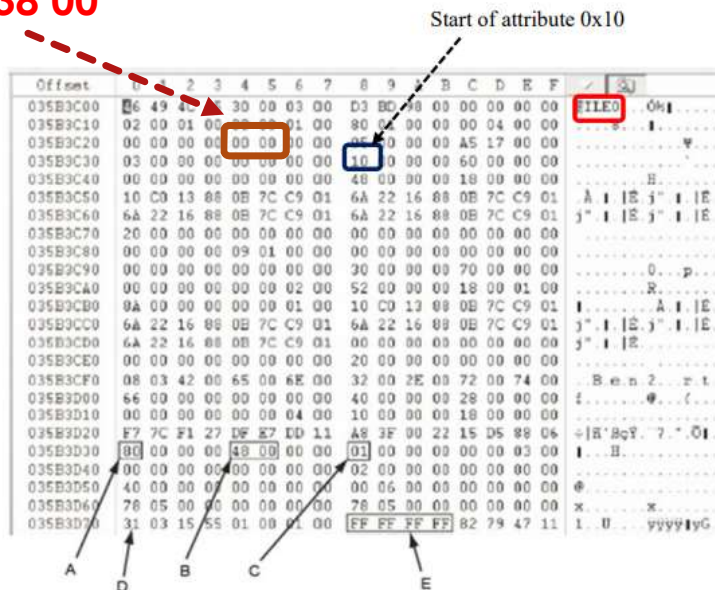 38 00
Start of attribute 0x10
Offset 0 1 2 3 4 5 6 7 8 9 A B C D E F
035B3C00 46 49 4C 30 00 03 00 D3 BD 98 00 00 00 00 00 FILE0 Ó½
035B3C10 02 00 01 00 01 00 80 00 00 00 04 00 00
035B3C20 00 00 00 00 00 00 00 00 00 00 00 A5 17 00 00 ¥
035B3C30 03 00 00 00 00 00 00 00 10 00 00 00 60 00 00 00 `
035B3C40 00 00 00 00 00 00 00 00 48 00 00 00 18 00 00 00 H
035B3C50 10 C0 13 88 0B 7C C9 01 6A 22 16 88 0B 7C C9 01 .À.|.|É.j".|.|É
035B3C60 6A 22 16 88 0B 7C C9 01 6A 22 16 88 0B 7C C9 01 j".|.|É.j".|.|É
035B3C70 20 00 00 00 00 00 00 00 00 00 00 00 00 00 00 00
035B3C80 00 00 00 00 09 01 00 00 00 00 00 00 00 00 00 00
035B3C90 00 00 00 00 00 00 00 00 30 00 00 00 70 00 00 00 0...p
035B3CA0 00 00 00 00 00 00 02 00 52 00 00 00 18 00 01 00 R
035B3CB0 8A 00 00 00 00 00 01 00 10 C0 13 88 0B 7C C9 01 À.|.|É
035B3CC0 6A 22 16 88 0B 7C C9 01 6A 22 16 88 0B 7C C9 01 j".|.|É.j".|.|É
035B3CD0 6A 22 16 88 0B 7C C9 01 00 00 00 00 00 00 00 00 j".|.|É
035B3CE0 00 00 00 00 00 00 00 00 20 00 00 00 00 00 00 00
035B3CF0 08 03 42 00 65 00 6E 00 32 00 2E 00 72 00 74 00 ..B.e.n.2...r.t
035B3D00 66 00 00 00 00 00 00 00 40 00 00 00 28 00 00 00 f.......@...(
035B3D10 00 00 00 00 00 00 04 00 10 00 00 00 18 00 00 00
035B3D20 F7 7C F1 27 DF E7 DD 11 A8 3F 00 22 15 D5 88 06
035B3D30 80 00 00 00 48 00 00 00 01 00 00 00 00 00 03 00 H
035B3D40 00 00 00 00 00 00 00 00 02 00 00 00 00 00 00 00
035B3D50 40 00 00 00 00 00 00 00 00 06 00 00 00 00 00 00 @
035B3D60 78 05 00 00 00 00 00 00 78 05 00 00 00 00 00 00 x.......x
035B3D70 31 03 15 55 01 00 01 00 FF FF FF FF 82 79 47 11 1..U....ÿÿÿÿ|yG
A D B C E